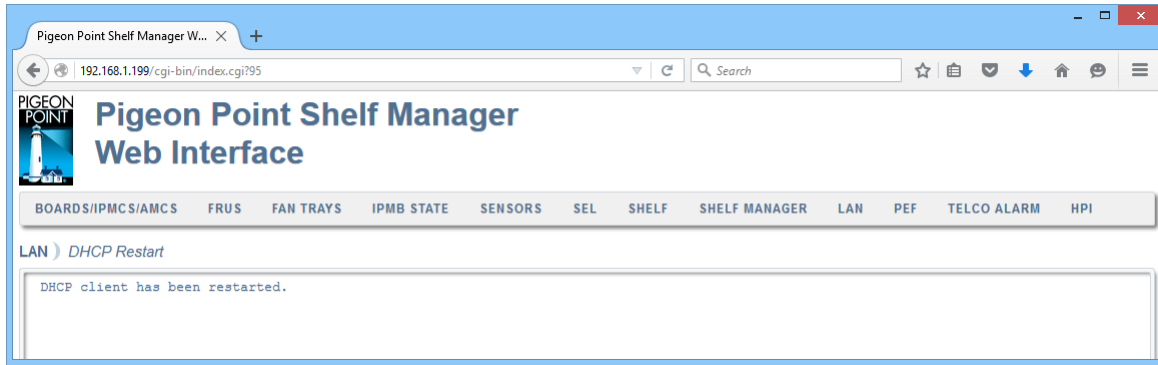 Pigeon Point Shelf Manager W...
192.168.1.199/cgi-bin/index.cgi?95
Search
PIGEON
POINT
Pigeon Point Shelf Manager
Web Interface
BOARDS/IPMCS/AMCS FRUS FAN TRAYS IPMB STATE SENSORS SEL SHELF SHELF MANAGER LAN PEF TELCO ALARM HPI
LAN ) DHCP Restart
DHCP client has been restarted.